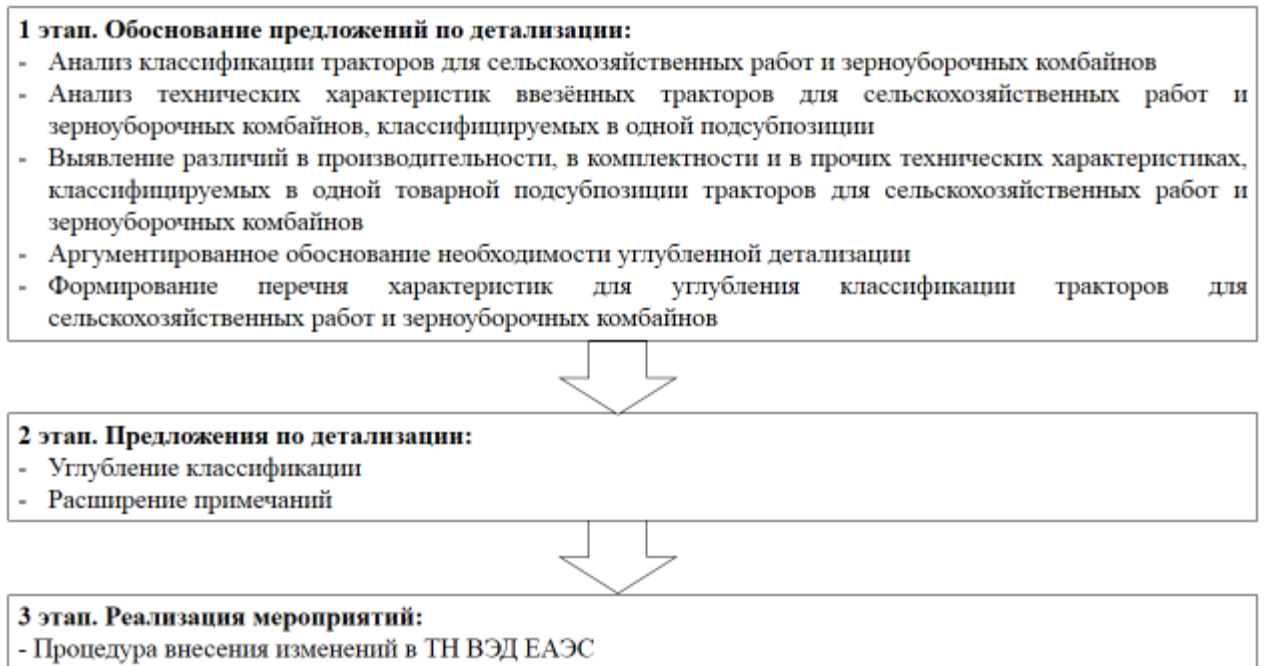 1 этап. Обоснование предложений по детализации:
- Анализ классификации тракторов для сельскохозяйственных работ и зерноуборочных комбайнов
- Анализ технических характеристик ввезённых тракторов для сельскохозяйственных работ и
зерноуборочных комбайнов, классифицируемых в одной подсубпозиции
- Выявление различий в производительности, в комплектности и в прочих технических характеристиках,
классифицируемых в одной товарной подсубпозиции тракторов для сельскохозяйственных работ и
зерноуборочных комбайнов
- Аргументированное обоснование необходимости углубленной детализации
- Формирование перечня характеристик для углубления классификации тракторов для
сельскохозяйственных работ и зерноуборочных комбайнов
2 этап. Предложения по детализации:
- Углубление классификации
- Расширение примечаний
3 этап. Реализация мероприятий:
- Процедура внесения изменений в ТН ВЭД ЕАЭС